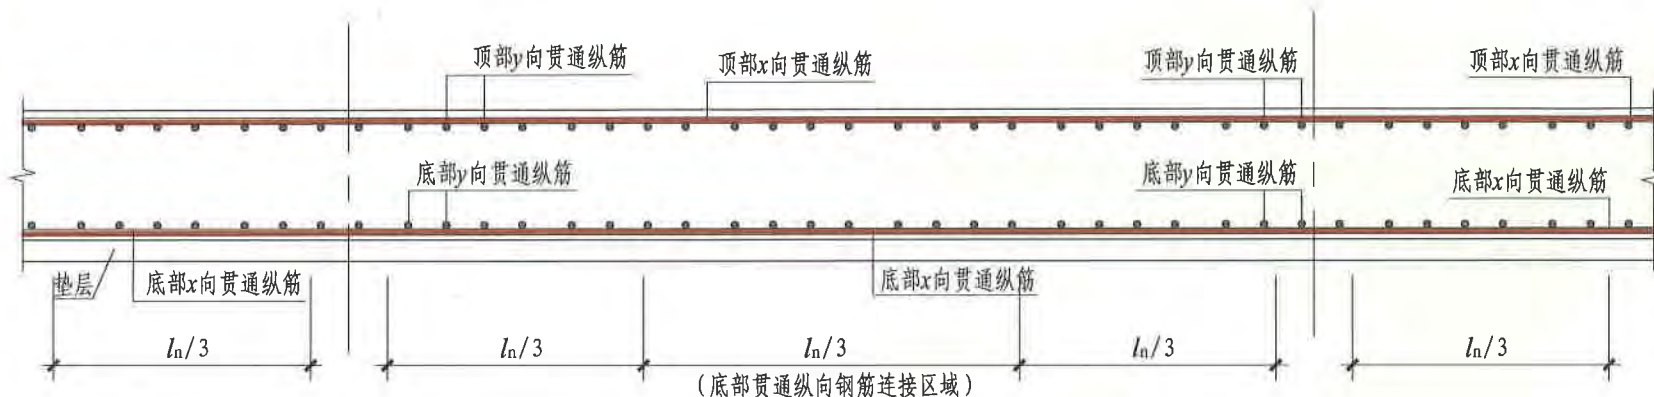 顶部y向贯通纵筋
顶部x向贯通纵筋
顶部y向贯通纵筋
顶部x向贯通纵筋
底部y向贯通纵筋
底部y向贯通纵筋
底部x向贯通纵筋
垫层
底部x向贯通纵筋
底部x向贯通纵筋
ln/3
ln/3
ln/3
ln/3
ln/3
(底部贯通纵向钢筋连接区域)